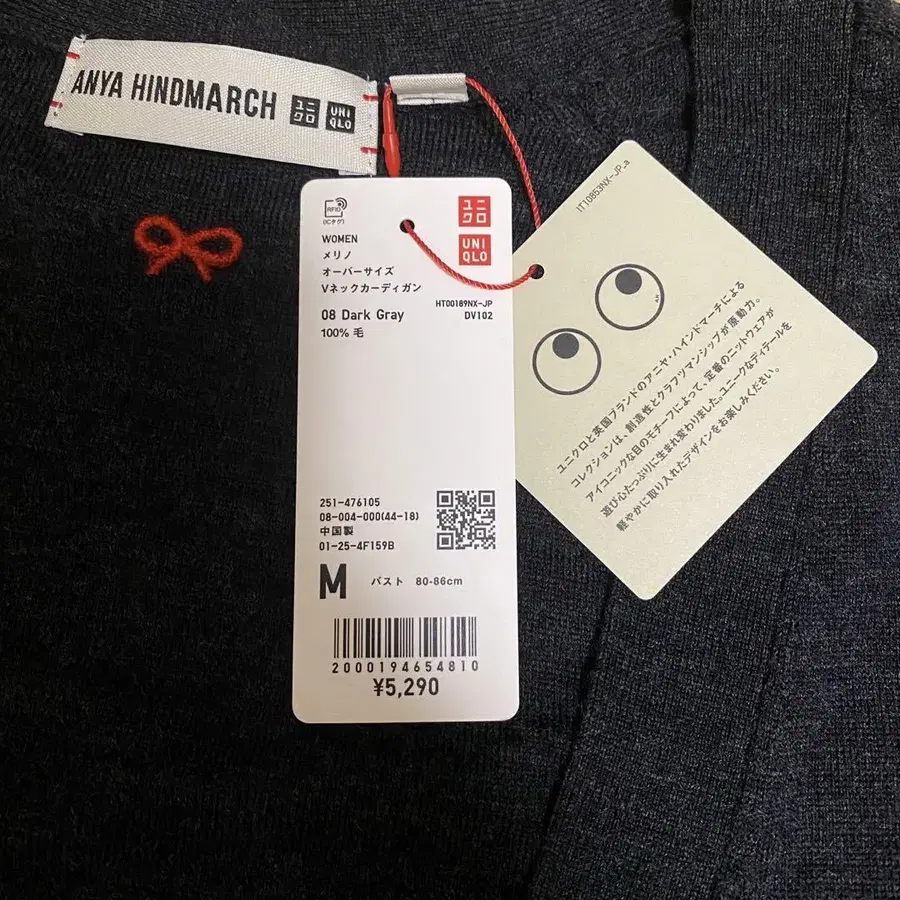 ANYA HINDMARCH ユニクロ UNIQLO
RFID
(ICタグ)
ユニクロ
UNIQLO
WOMEN
メリノ
オーバーサイズ
Vネックカーディガン
HT00189NX-JP
08 Dark Gray DV102
100% 毛
251-476105
08-004-000(44-18)
中国製
01-25-4F159B
M バスト 80-86cm
2000194654810
¥5,290
IT10853NX-JP_a
ユニクロと英国ブランドのアニヤ・ハインドマーチによる
コレクションは、創造性とクラフツマンシップが原動力。
アイコニックな目のモチーフによって、定番のニットウェアが
遊び心たっぷりに生まれ変わりました。ユニークなディテールを
軽やかに取り入れたデザインをお楽しみください。